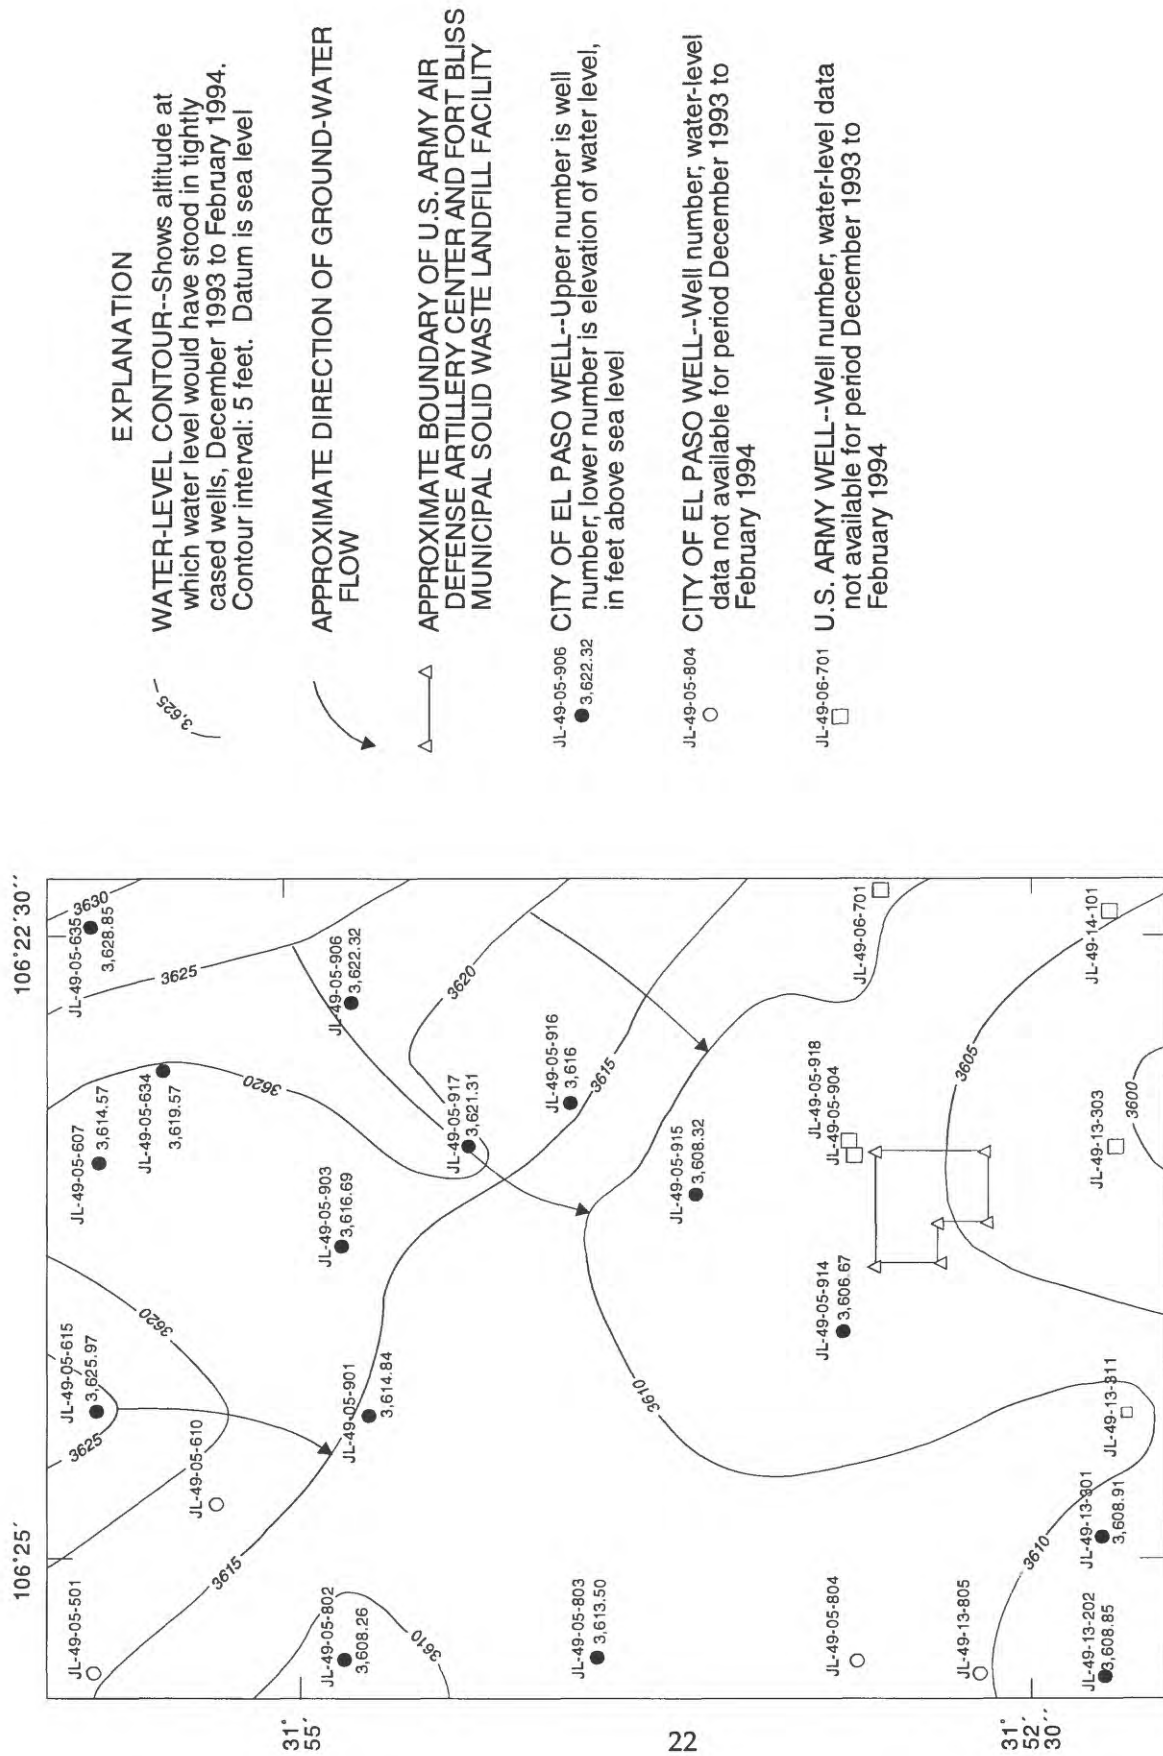 106°25′
106°22′30′′
31°
55′
31°
52′
30′′
JL-49-05-501
JL-49-05-615
3,625.97
3625
JL-49-05-610
3620
JL-49-05-607
3,614.57
JL-49-05-634
3,619.57
JL-49-05-635
3,628.85
3630
3625
3615
JL-49-05-802
3,608.26
3610
JL-49-05-901
3,614.84
JL-49-05-903
3,616.69
3620
JL-49-05-906
3,622.32
JL-49-05-917
3,621.31
3620
JL-49-05-916
3,616
3615
JL-49-05-803
3,613.50
3610
JL-49-05-915
3,608.32
JL-49-05-804
JL-49-05-914
3,606.67
JL-49-05-918
JL-49-05-904
JL-49-06-701
JL-49-13-805
3610
3605
JL-49-13-202
3,608.85
JL-49-13-301
3,608.91
JL-49-13-311
JL-49-13-303
3600
JL-49-14-101
EXPLANATION
3,625
WATER-LEVEL CONTOUR--Shows altitude at
which water level would have stood in tightly
cased wells, December 1993 to February 1994.
Contour interval: 5 feet. Datum is sea level
APPROXIMATE DIRECTION OF GROUND-WATER
FLOW
APPROXIMATE BOUNDARY OF U.S. ARMY AIR
DEFENSE ARTILLERY CENTER AND FORT BLISS
MUNICIPAL SOLID WASTE LANDFILL FACILITY
JL-49-05-906
3,622.32
CITY OF EL PASO WELL--Upper number is well
number; lower number is elevation of water level,
in feet above sea level
JL-49-05-804
CITY OF EL PASO WELL--Well number; water-level
data not available for period December 1993 to
February 1994
JL-49-06-701
U.S. ARMY WELL--Well number; water-level data
not available for period December 1993 to
February 1994
22